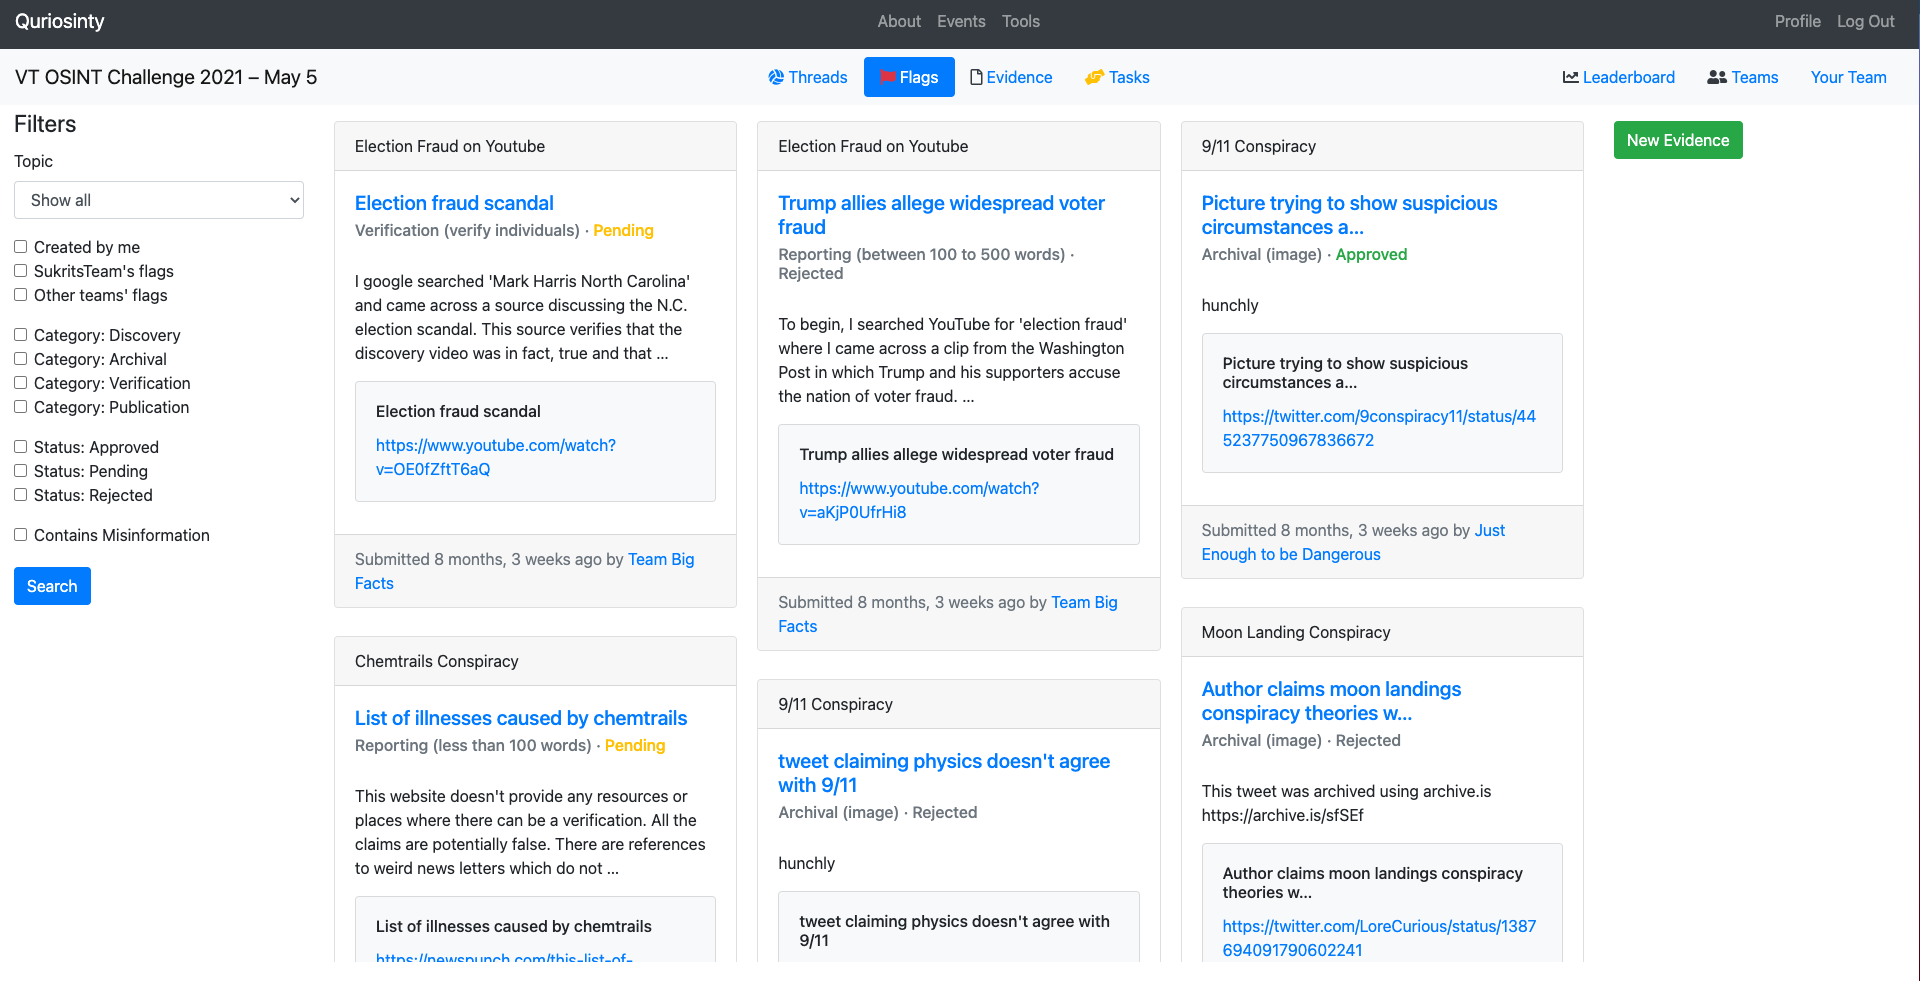 Quriosinty
About Events Tools
Profile Log Out
VT OSINT Challenge 2021 – May 5
Threads Flags Evidence Tasks
Leaderboard Teams Your Team
Filters
Topic
Show all
Created by me
SukritsTeam's flags
Other teams' flags
Category: Discovery
Category: Archival
Category: Verification
Category: Publication
Status: Approved
Status: Pending
Status: Rejected
Contains Misinformation
Search
Election Fraud on Youtube
Election fraud scandal
Verification (verify individuals) · Pending
I google searched 'Mark Harris North Carolina'
and came across a source discussing the N.C.
election scandal. This source verifies that the
discovery video was in fact, true and that ...
Election fraud scandal
https://www.youtube.com/watch?
v=OE0fZftT6aQ
Submitted 8 months, 3 weeks ago by Team Big
Facts
Chemtrails Conspiracy
List of illnesses caused by chemtrails
Reporting (less than 100 words) · Pending
This website doesn't provide any resources or
places where there can be a verification. All the
claims are potentially false. There are references
to weird news letters which do not ...
List of illnesses caused by chemtrails
https://newspunch.com/this-list-of-
Election Fraud on Youtube
Trump allies allege widespread voter
fraud
Reporting (between 100 to 500 words) ·
Rejected
To begin, I searched YouTube for 'election fraud'
where I came across a clip from the Washington
Post in which Trump and his supporters accuse
the nation of voter fraud. ...
Trump allies allege widespread voter fraud
https://www.youtube.com/watch?
v=aKjP0UfrHi8
Submitted 8 months, 3 weeks ago by Team Big
Facts
9/11 Conspiracy
tweet claiming physics doesn't agree
with 9/11
Archival (image) · Rejected
hunchly
tweet claiming physics doesn't agree with
9/11
9/11 Conspiracy
Picture trying to show suspicious
circumstances a...
Archival (image) · Approved
hunchly
Picture trying to show suspicious
circumstances a...
https://twitter.com/9conspiracy11/status/44
5237750967836672
Submitted 8 months, 3 weeks ago by Just
Enough to be Dangerous
Moon Landing Conspiracy
Author claims moon landings
conspiracy theories w...
Archival (image) · Rejected
This tweet was archived using archive.is
https://archive.is/sfSEf
Author claims moon landings conspiracy
theories w...
https://twitter.com/LoreCurious/status/1387
694091790602241
New Evidence